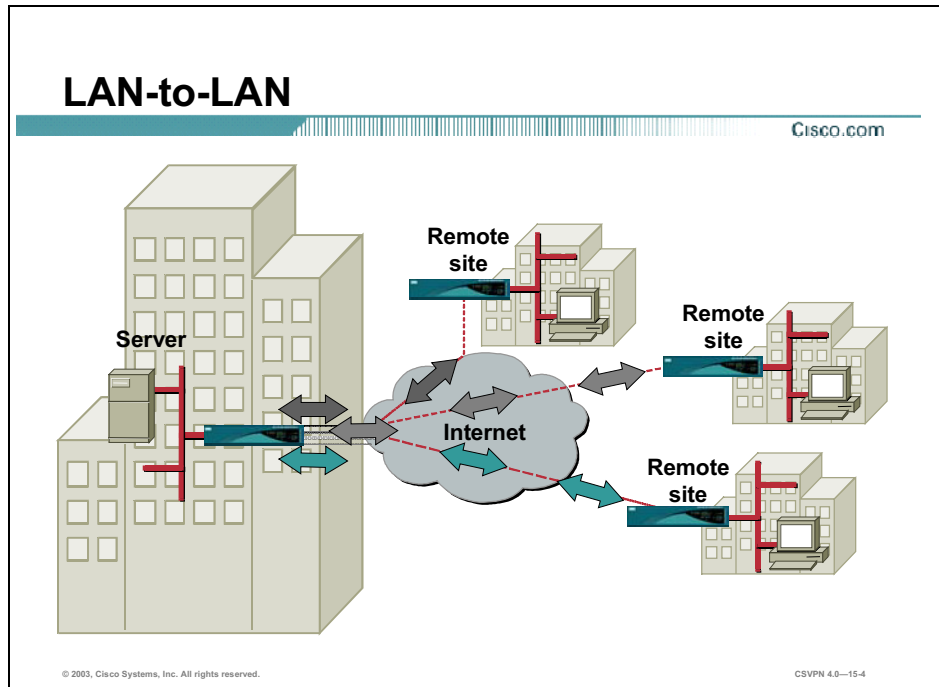 LAN-to-LAN
Cisco.com
Remote
site
Remote
site
Server
Internet
Remote
site
© 2003, Cisco Systems, Inc. All rights reserved.
CSVPN 4.0—15-4